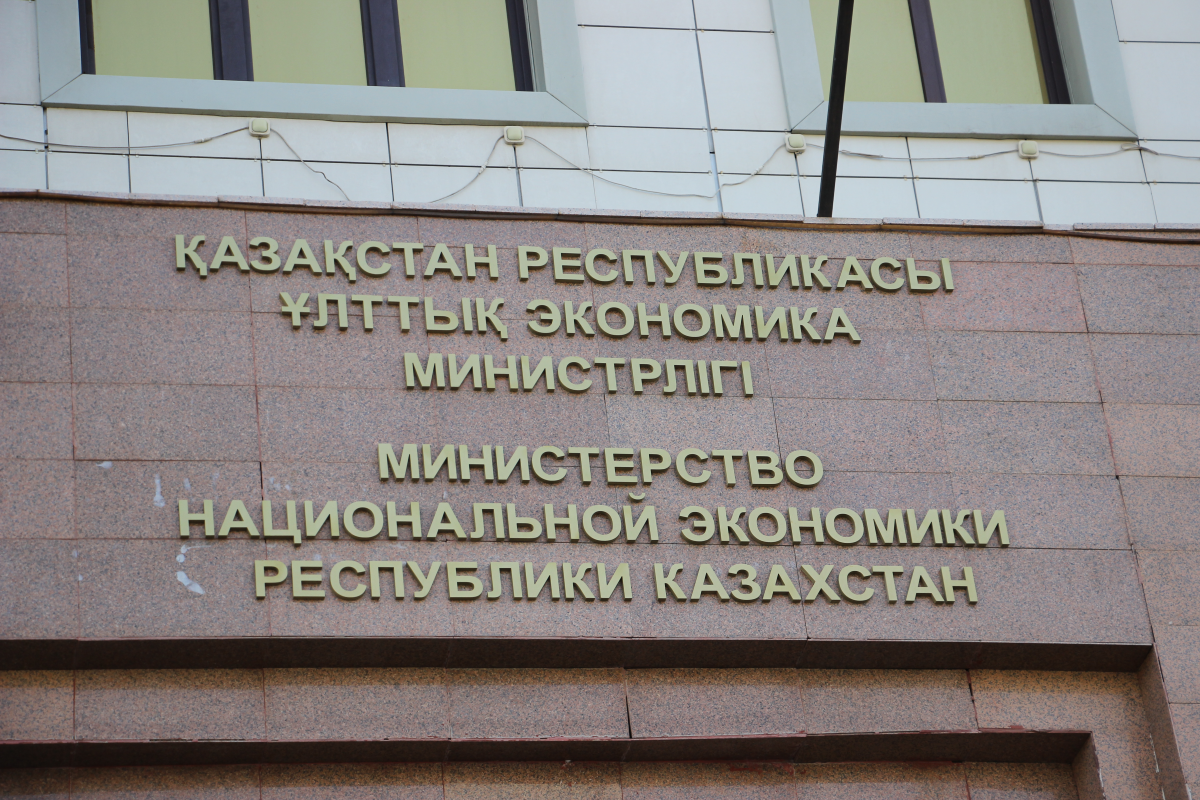 ҚАЗАҚСТАН РЕСПУБЛИКАСЫ
ҰЛТТЫҚ ЭКОНОМИКА
МИНИСТРЛІГІ
МИНИСТЕРСТВО
НАЦИОНАЛЬНОЙ ЭКОНОМИКИ
РЕСПУБЛИКИ КАЗАХСТАН